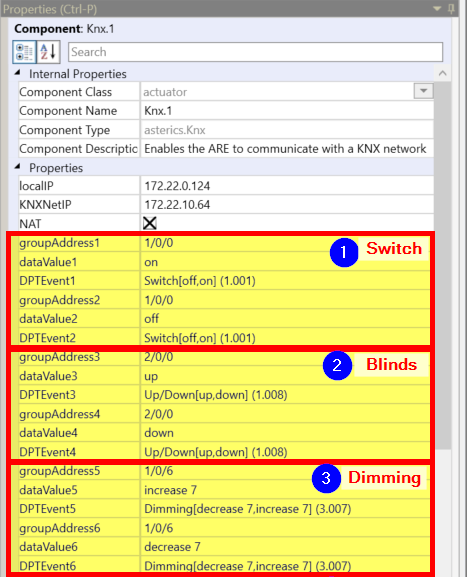 Properties (Ctrl-P)
Component: Knx.1
Search
Internal Properties
Component Class actuator
Component Name Knx.1
Component Type asterics.Knx
Component Descriptic Enables the ARE to communicate with a KNX network
Properties
localIP 172.22.0.124
KNXNetIP 172.22.10.64
NAT
groupAddress1 1/0/0
1 Switch
dataValue1 on
DPTEvent1 Switch[off,on] (1.001)
groupAddress2 1/0/0
dataValue2 off
DPTEvent2 Switch[off,on] (1.001)
groupAddress3 2/0/0
2 Blinds
dataValue3 up
DPTEvent3 Up/Down[up,down] (1.008)
groupAddress4 2/0/0
dataValue4 down
DPTEvent4 Up/Down[up,down] (1.008)
groupAddress5 1/0/6
3 Dimming
dataValue5 increase 7
DPTEvent5 Dimming[decrease 7,increase 7] (3.007)
groupAddress6 1/0/6
dataValue6 decrease 7
DPTEvent6 Dimming[decrease 7,increase 7] (3.007)